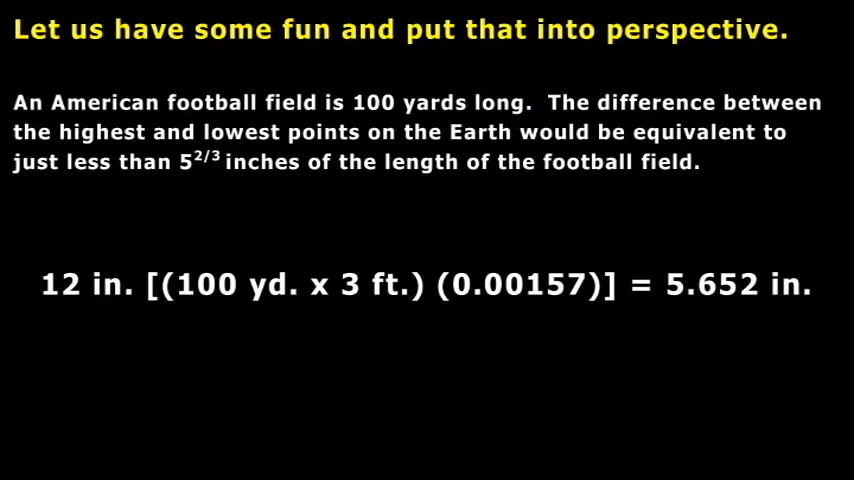 Let us have some fun and put that into perspective.
An American football field is 100 yards long.  The difference between
the highest and lowest points on the Earth would be equivalent to
just less than 5 2/3 inches of the length of the football field.
12 in. [(100 yd. x 3 ft.) (0.00157)] = 5.652 in.